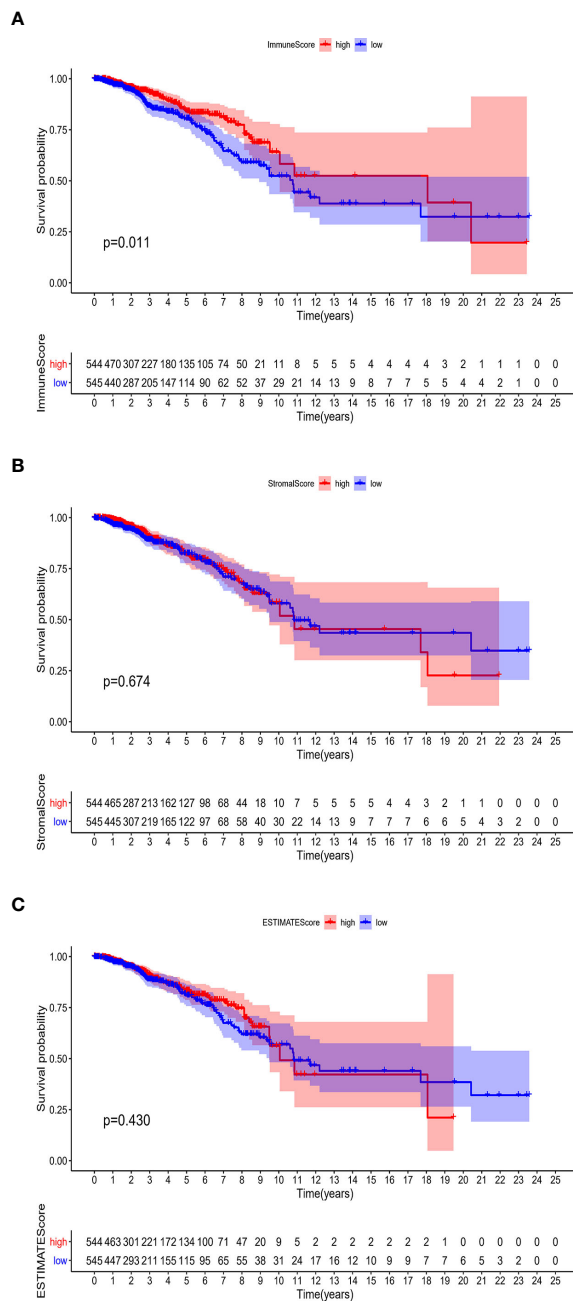 A
ImmuneScore high low
1.00
0.75
0.50
0.25
0.00
Survival probability
p=0.011
0 1 2 3 4 5 6 7 8 9 10 11 12 13 14 15 16 17 18 19 20 21 22 23 24 25
Time(years)
ImmuneScore
high 544 470 307 227 180 135 105 74 50 21 11 8 5 5 5 4 4 4 4 3 2 1 1 1 0 0
low 545 440 287 205 147 114 90 62 52 37 29 21 14 13 9 8 7 7 5 5 4 4 2 1 0 0
0 1 2 3 4 5 6 7 8 9 10 11 12 13 14 15 16 17 18 19 20 21 22 23 24 25
Time(years)
B
StromalScore high low
1.00
0.75
0.50
0.25
0.00
Survival probability
p=0.674
0 1 2 3 4 5 6 7 8 9 10 11 12 13 14 15 16 17 18 19 20 21 22 23 24 25
Time(years)
StromalScore
high 544 465 287 213 162 127 98 68 44 18 10 7 5 5 5 5 4 4 3 2 1 1 0 0 0 0
low 545 445 307 219 165 122 97 68 58 40 30 22 14 13 9 7 7 7 6 6 5 4 3 2 0 0
0 1 2 3 4 5 6 7 8 9 10 11 12 13 14 15 16 17 18 19 20 21 22 23 24 25
Time(years)
C
ESTIMATEScore high low
1.00
0.75
0.50
0.25
0.00
Survival probability
p=0.430
0 1 2 3 4 5 6 7 8 9 10 11 12 13 14 15 16 17 18 19 20 21 22 23 24 25
Time(years)
ESTIMATEScore
high 544 463 301 221 172 134 100 71 47 20 9 5 2 2 2 2 2 2 2 1 0 0 0 0 0 0
low 545 447 293 211 155 115 95 65 55 38 31 24 17 16 12 10 9 9 7 7 6 5 3 2 0 0
0 1 2 3 4 5 6 7 8 9 10 11 12 13 14 15 16 17 18 19 20 21 22 23 24 25
Time(years)